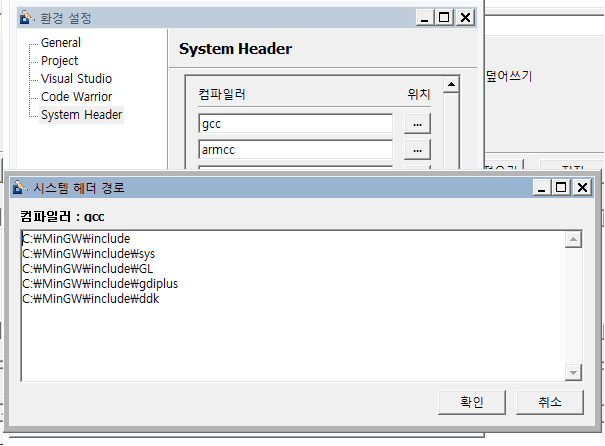 환경 설정
General
Project
Visual Studio
Code Warrior
System Header
System Header
컴파일러 위치
gcc ...
armcc ...
덮어쓰기
시스템 헤더 경로
컴파일러 : gcc
C:₩MinGW₩include
C:₩MinGW₩include₩sys
C:₩MinGW₩include₩GL
C:₩MinGW₩include₩gdiplus
C:₩MinGW₩include₩ddk
확인 취소